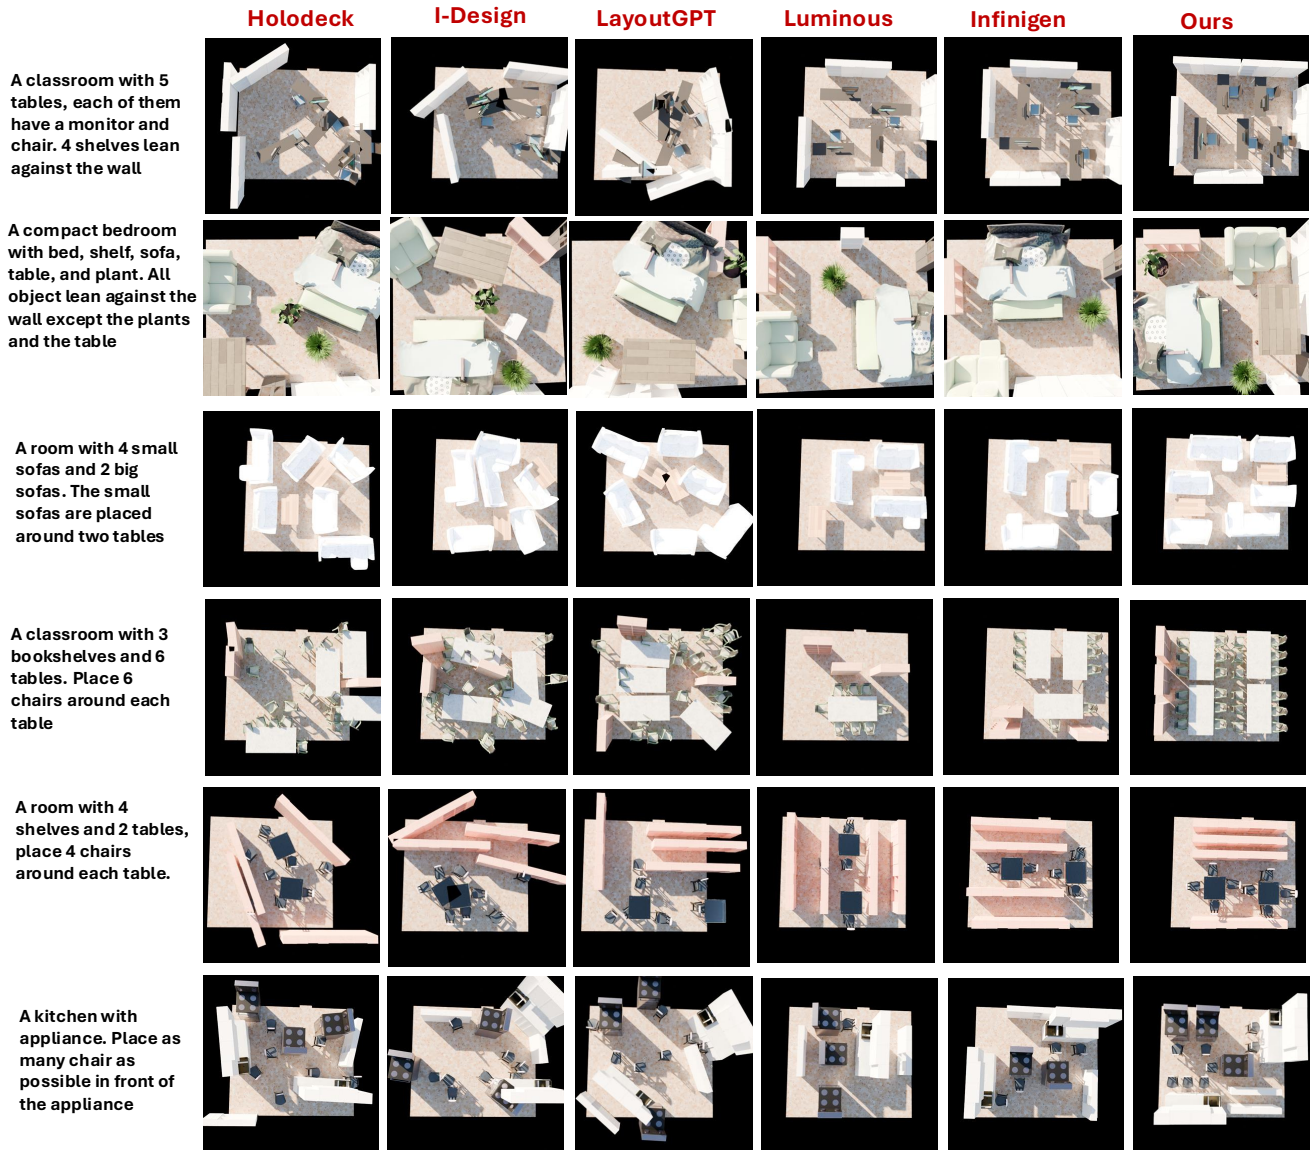 Holodeck I-Design LayoutGPT Luminous Infinigen Ours
A classroom with 5
tables, each of them
have a monitor and
chair. 4 shelves lean
against the wall
A compact bedroom
with bed, shelf, sofa,
table, and plant. All
object lean against the
wall except the plants
and the table
A room with 4 small
sofas and 2 big
sofas. The small
sofas are placed
around two tables
A classroom with 3
bookshelves and 6
tables. Place 6
chairs around each
table
A room with 4
shelves and 2 tables,
place 4 chairs
around each table.
A kitchen with
appliance. Place as
many chair as
possible in front of
the appliance